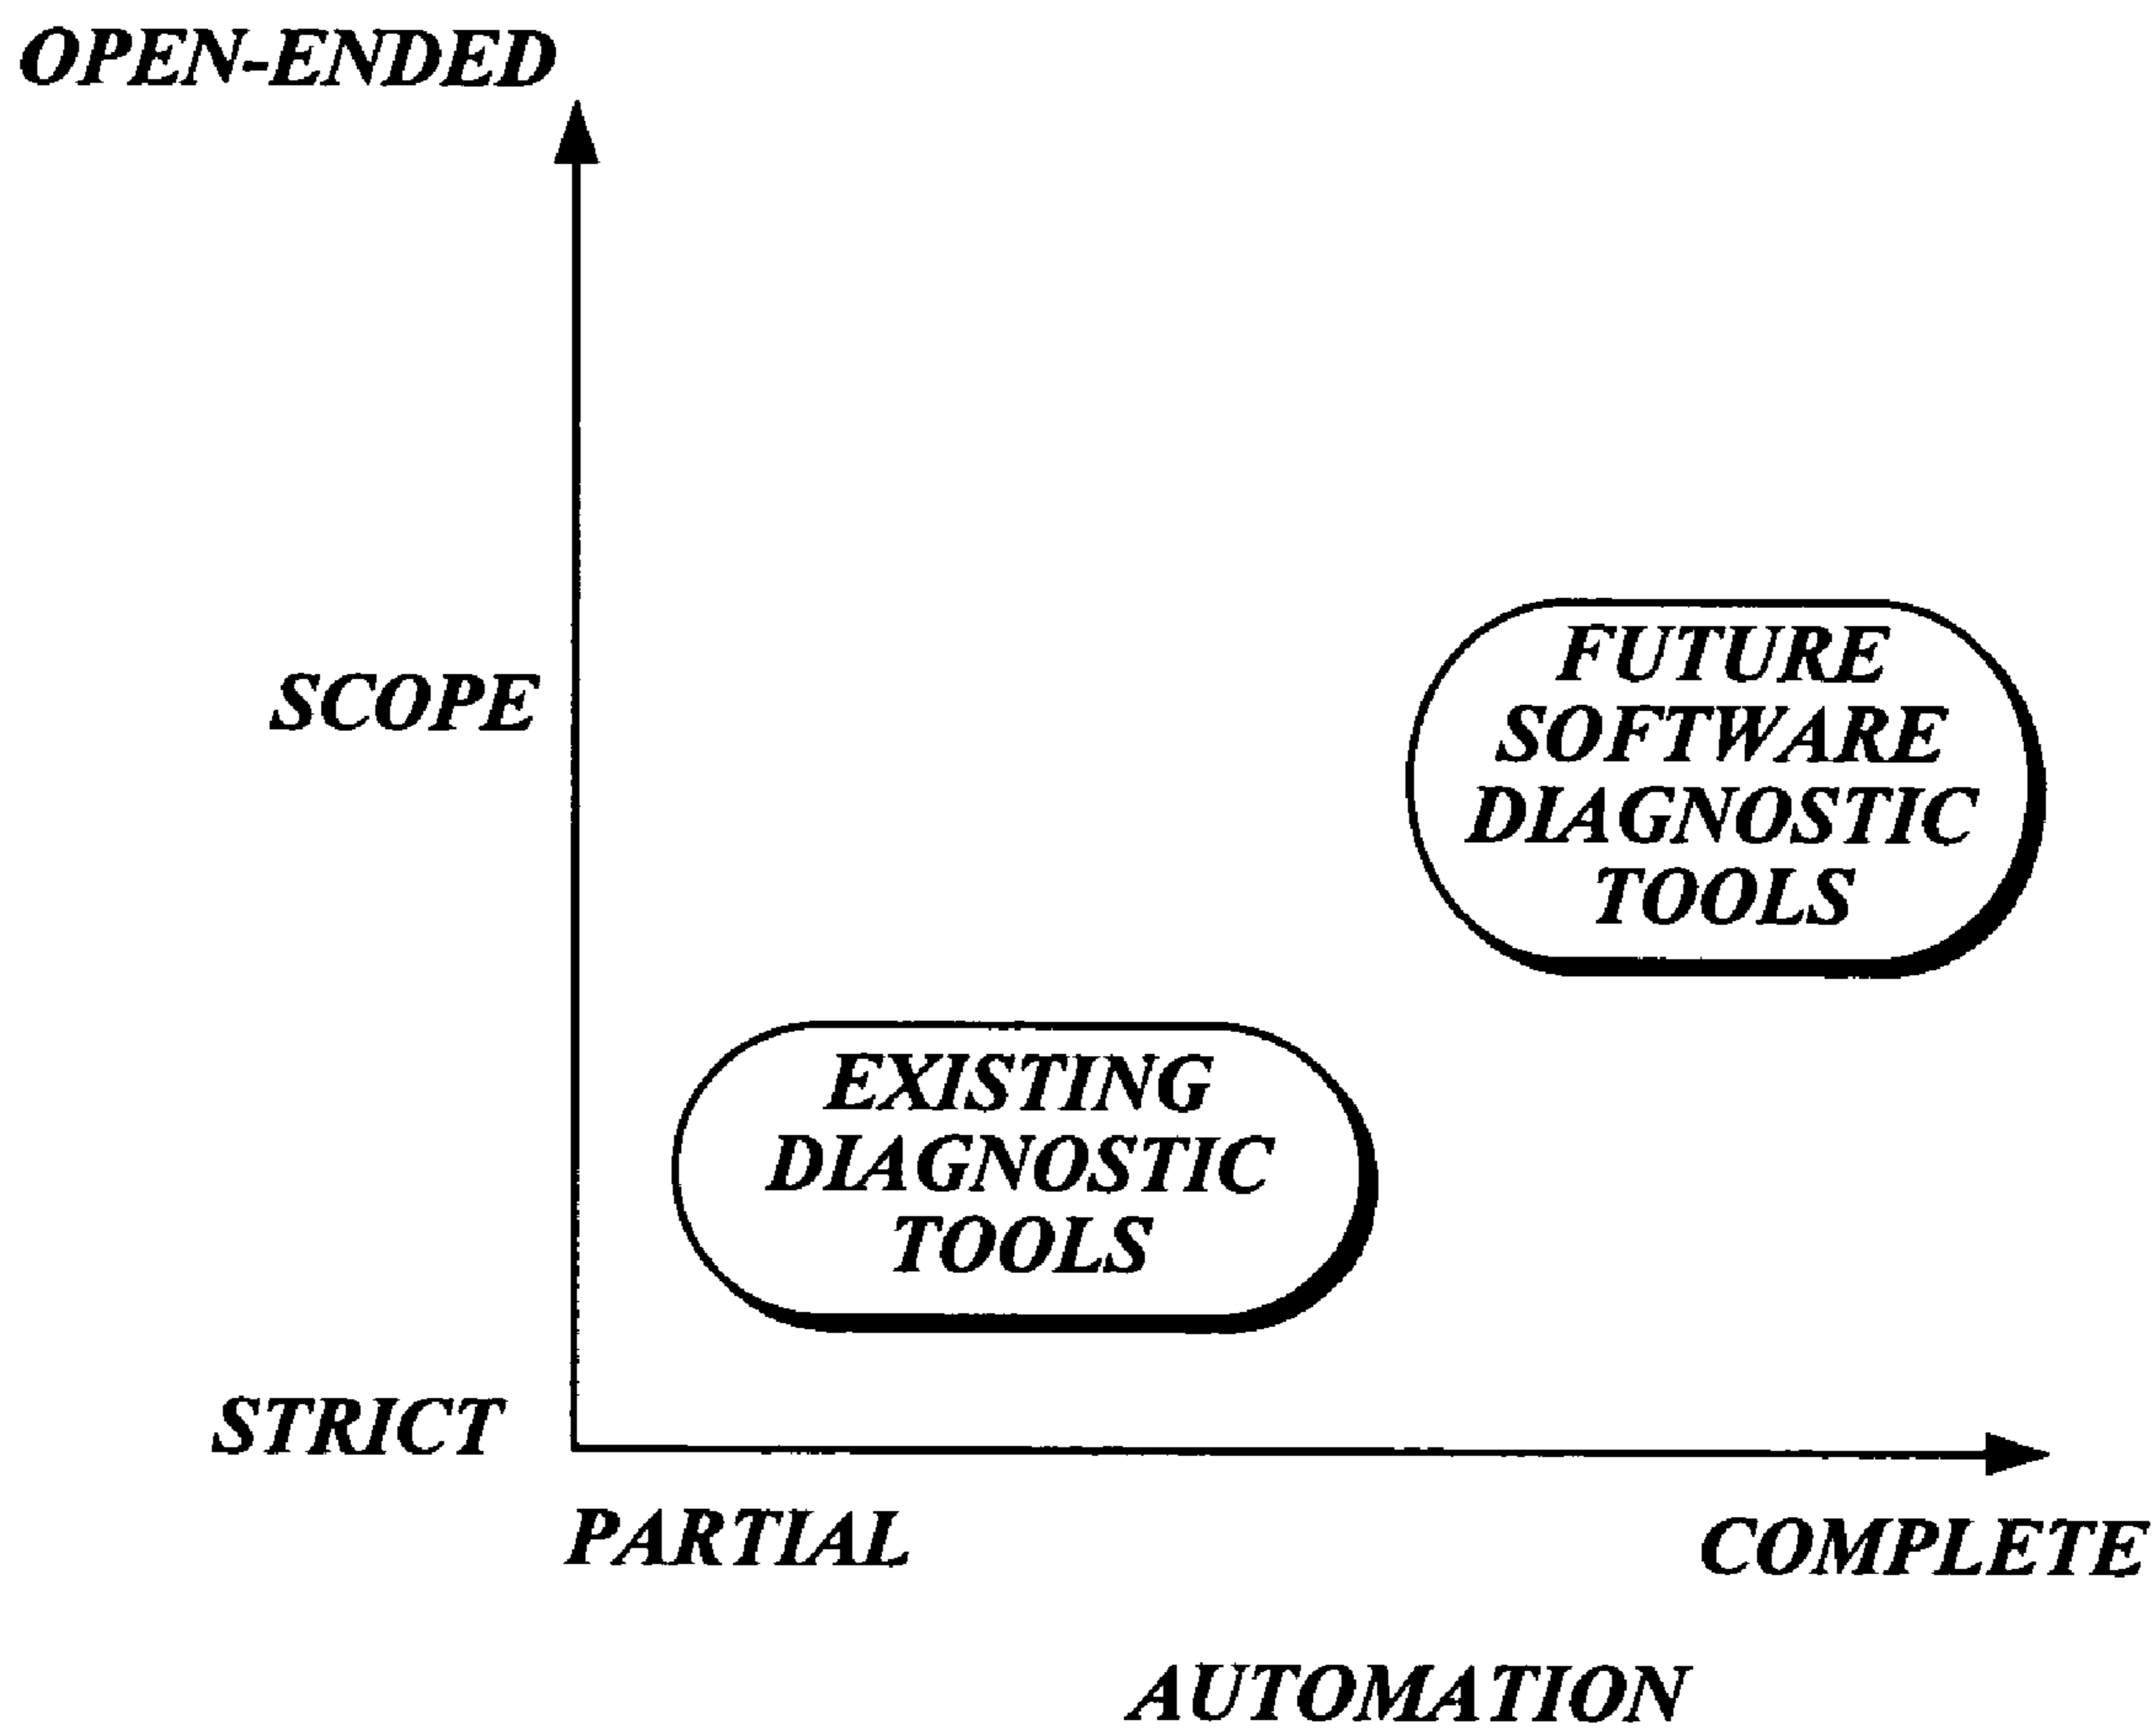 OPEN-ENDED
SCOPE
FUTURE
SOFTWARE
DIAGNOSTIC
TOOLS
EXISTING
DIAGNOSTIC
TOOLS
STRICT
PARTIAL
COMPLETE
AUTOMATION